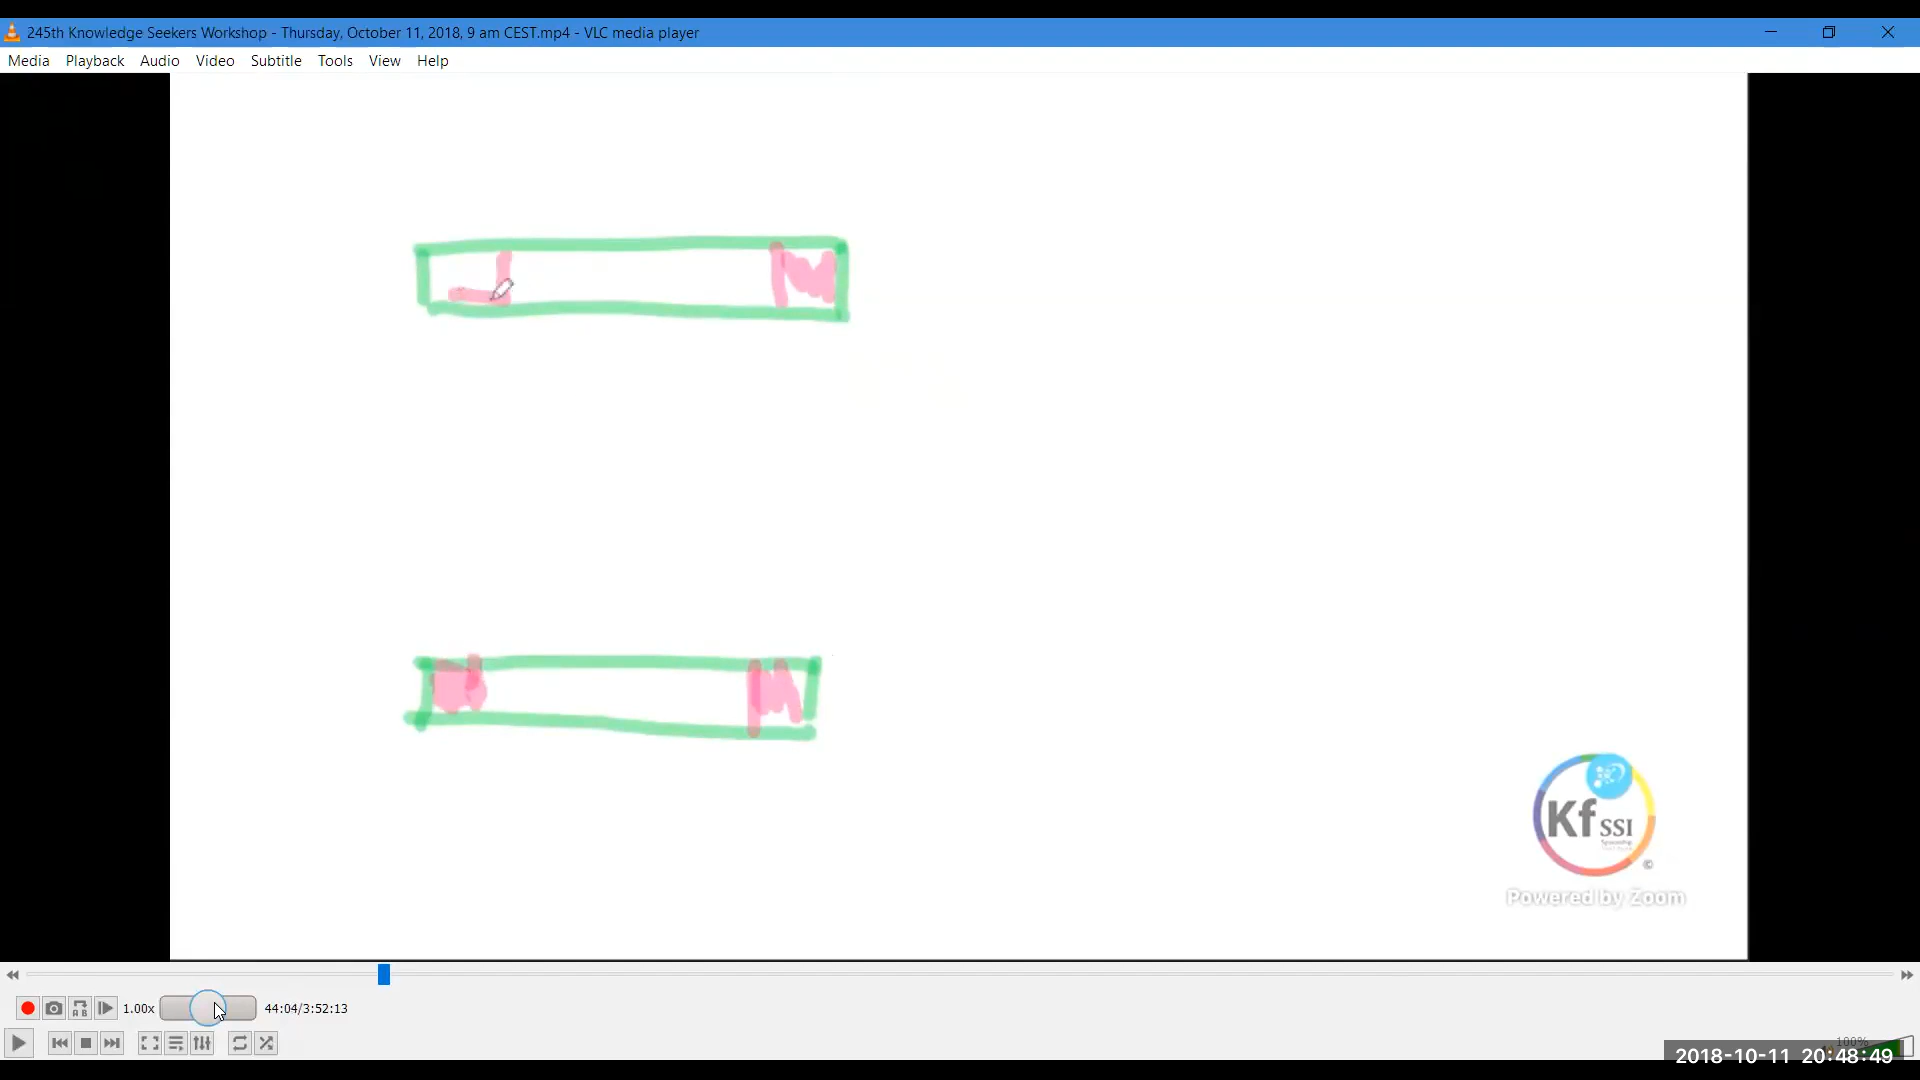 245th Knowledge Seekers Workshop - Thursday, October 11, 2018, 9 am CEST.mp4 - VLC media player
Media Playback Audio Video Subtitle Tools View Help
Kf SSI
©
Powered by Zoom
1.00x 44:04/3:52:13
100%
2018-10-11 20:48:49